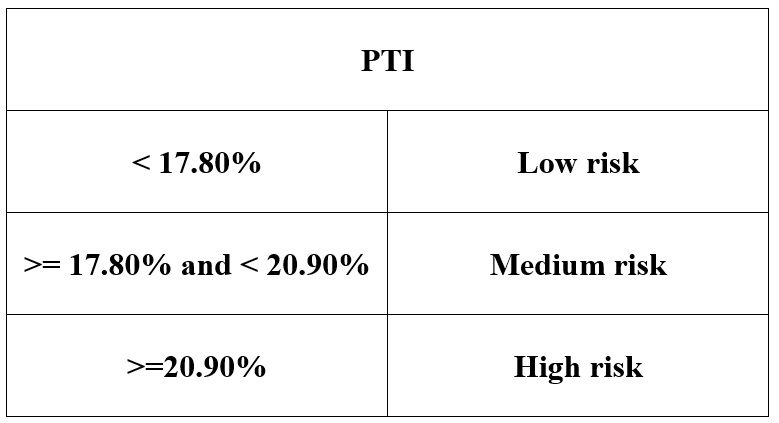 PTI
< 17.80%
Low risk
>= 17.80% and < 20.90%
Medium risk
>=20.90%
High risk